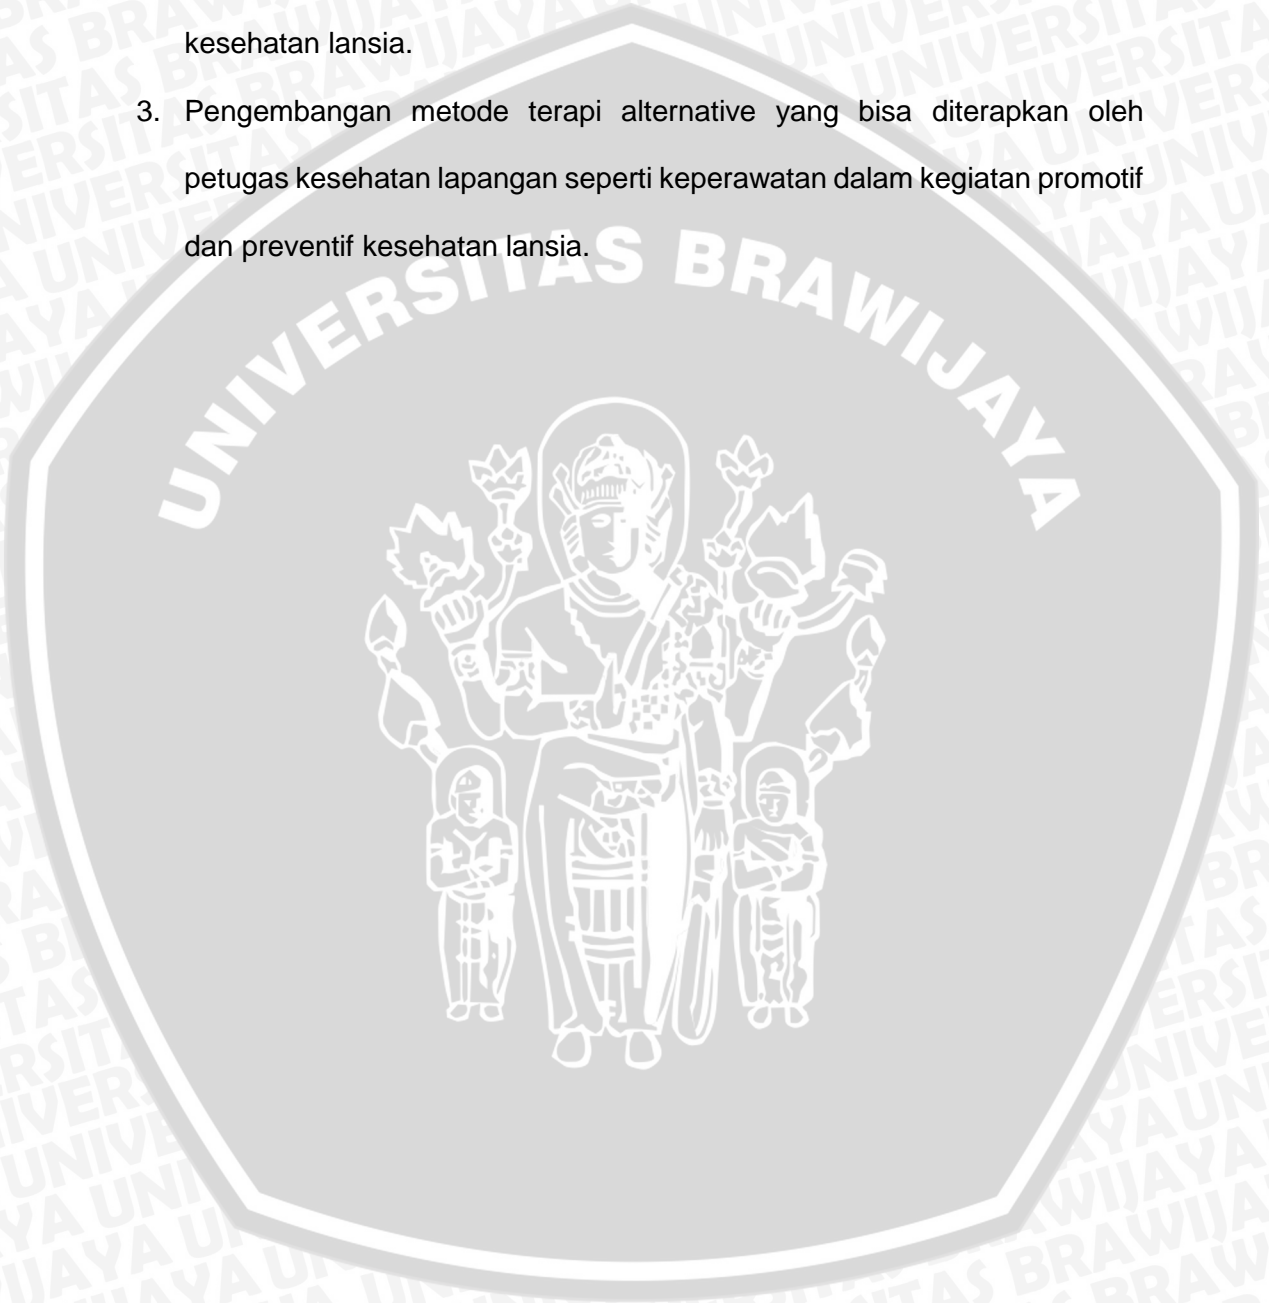 kesehatan lansia.
3. Pengembangan metode terapi alternative yang bisa diterapkan oleh
petugas kesehatan lapangan seperti keperawatan dalam kegiatan promotif
dan preventif kesehatan lansia.
UNIVERSITAS BRAWIJAYA